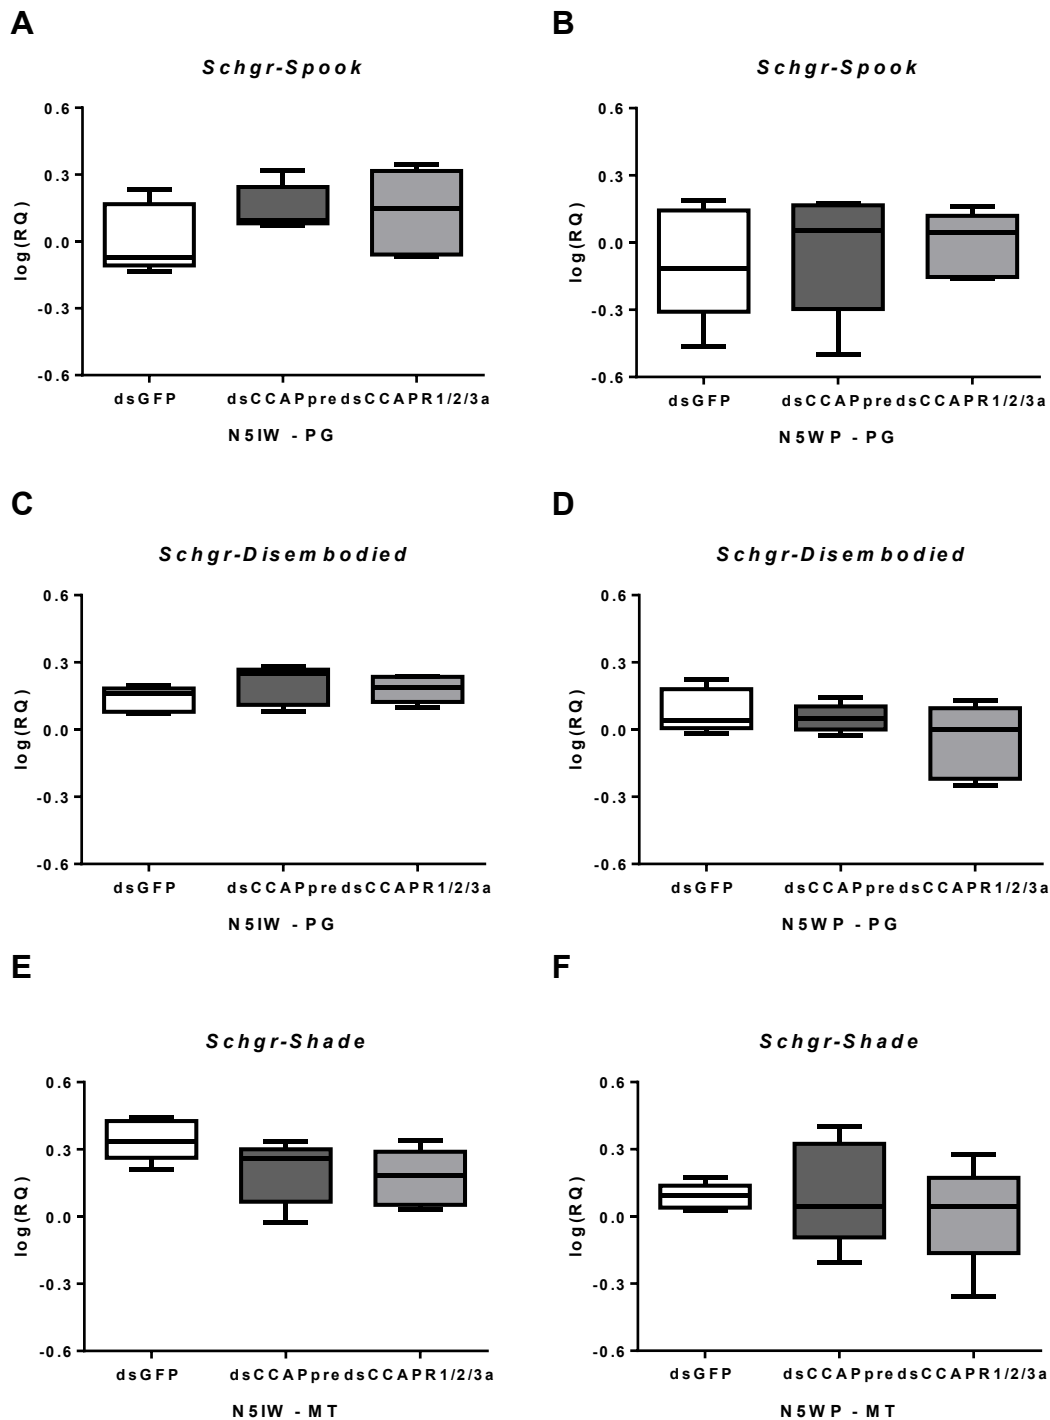 A
B
Schgr-Spook
Schgr-Spook
0.6
0.3
0.0
-0.3
-0.6
log(RQ)
dsGFP dsCCAPpre dsCCAPR1/2/3a
N5IW - PG
0.6
0.3
0.0
-0.3
-0.6
log(RQ)
dsGFP dsCCAPpre dsCCAPR1/2/3a
N5WP - PG
C
D
Schgr-Disembodied
Schgr-Disembodied
0.6
0.3
0.0
-0.3
-0.6
log(RQ)
dsGFP dsCCAPpre dsCCAPR1/2/3a
N5IW - PG
0.6
0.3
0.0
-0.3
-0.6
log(RQ)
dsGFP dsCCAPpre dsCCAPR1/2/3a
N5WP - PG
E
F
Schgr-Shade
Schgr-Shade
0.6
0.3
0.0
-0.3
-0.6
log(RQ)
dsGFP dsCCAPpre dsCCAPR1/2/3a
N5IW - MT
0.6
0.3
0.0
-0.3
-0.6
log(RQ)
dsGFP dsCCAPpre dsCCAPR1/2/3a
N5WP - MT